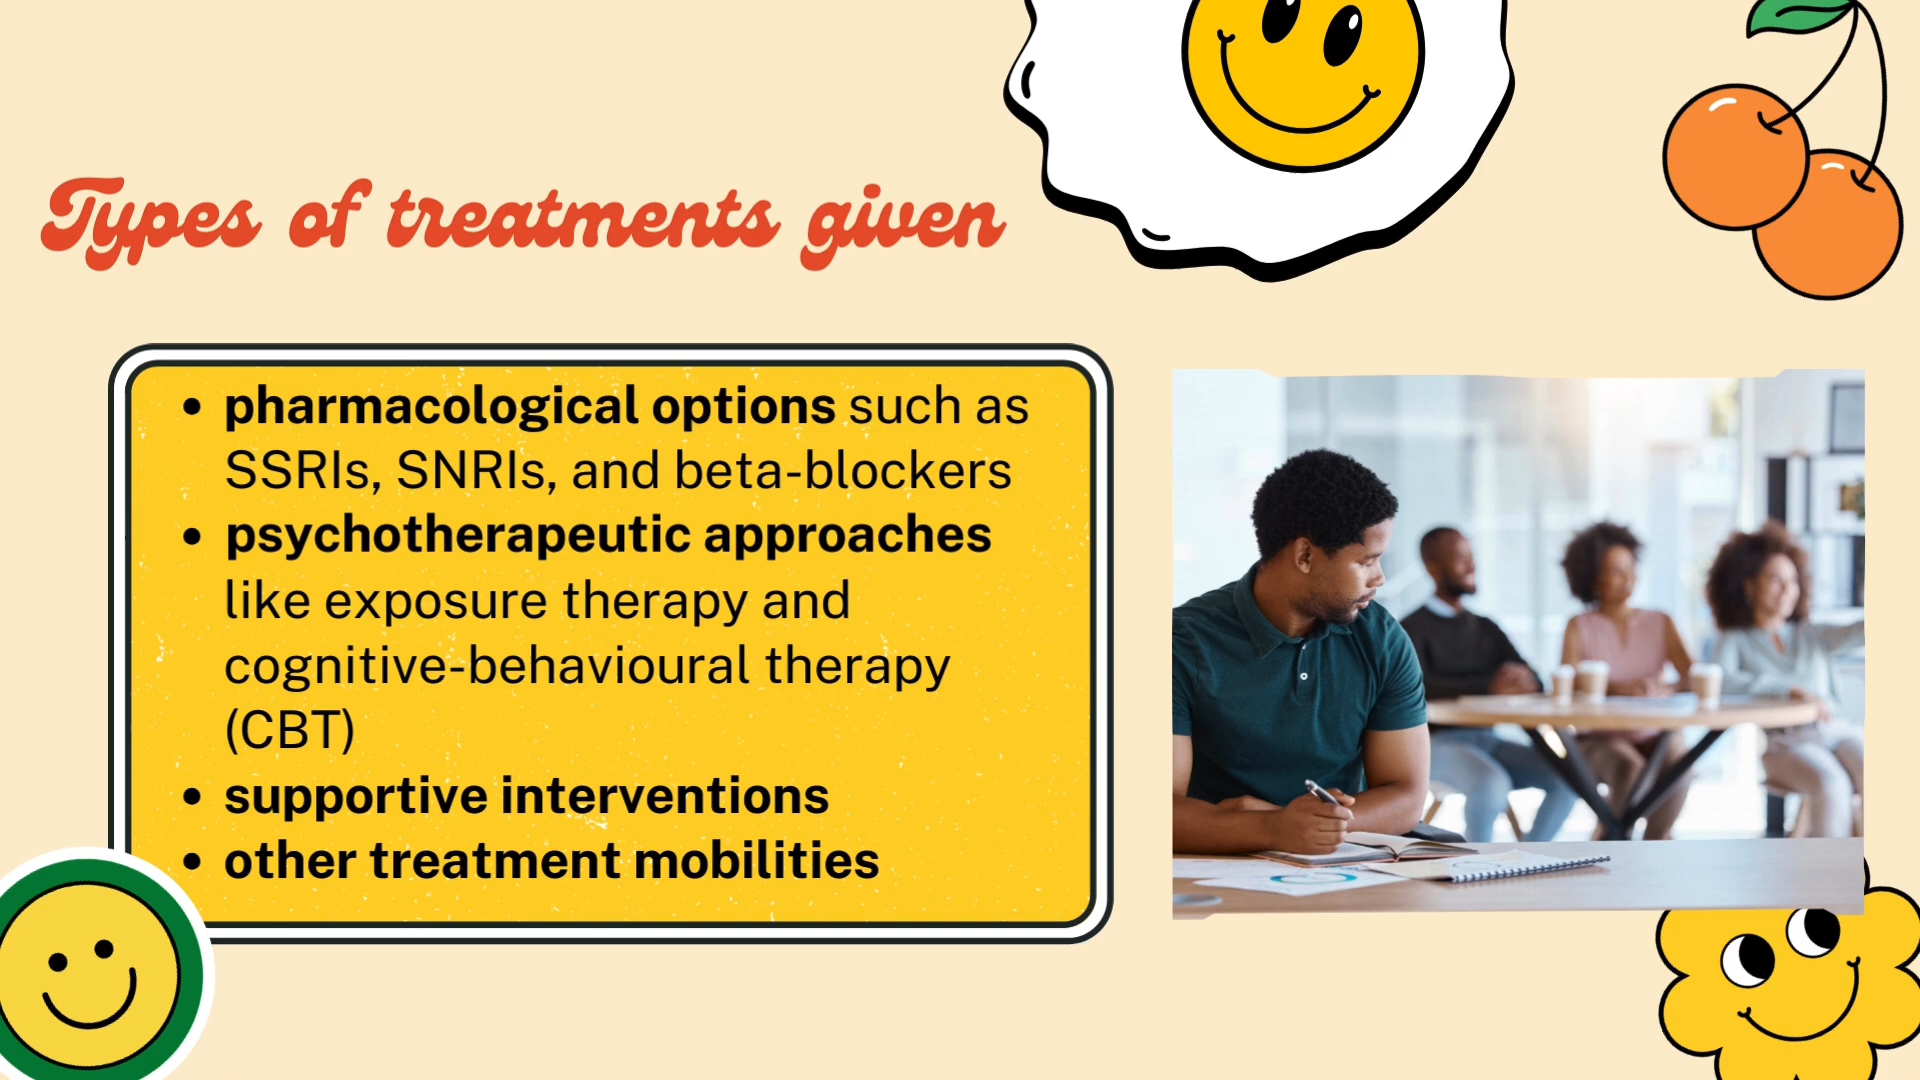 Types of treatments given
• pharmacological options such as
SSRIs, SNRIs, and beta-blockers
• psychotherapeutic approaches
like exposure therapy and
cognitive-behavioural therapy
(CBT)
• supportive interventions
• other treatment mobilities